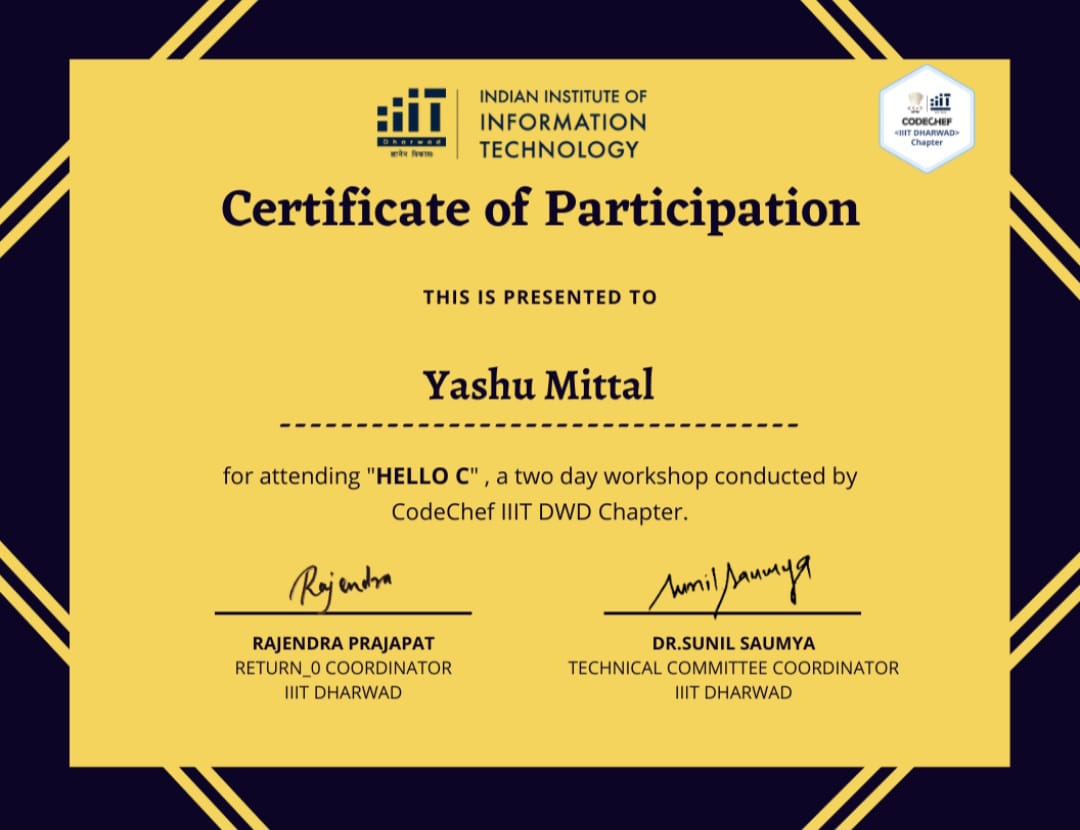 IIIT
Dharwad
ज्ञानेन विकासः
INDIAN INSTITUTE OF
INFORMATION
TECHNOLOGY
IIIT
CODECHEF
<IIIT DHARWAD>
Chapter
Certificate of Participation
THIS IS PRESENTED TO
Yashu Mittal
for attending "HELLO C" , a two day workshop conducted by
CodeChef IIIT DWD Chapter.
Rajendra
Sunil Saumya
RAJENDRA PRAJAPAT
RETURN_0 COORDINATOR
IIIT DHARWAD
DR.SUNIL SAUMYA
TECHNICAL COMMITTEE COORDINATOR
IIIT DHARWAD